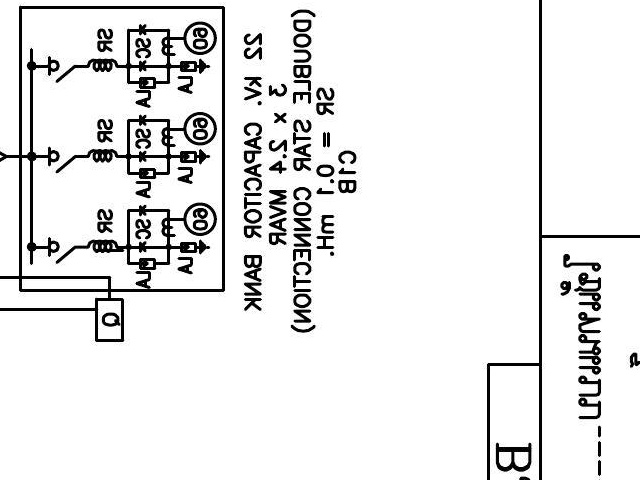 60
SR
SC
LA
LA
60
SR
SC
LA
LA
60
SR
SC
LA
LA
Q
22 kV. CAPACITOR BANK
3 x 2.4 MVAR
(DOUBLE STAR CONNECTION)
SR = 0.1 mH.
C1B